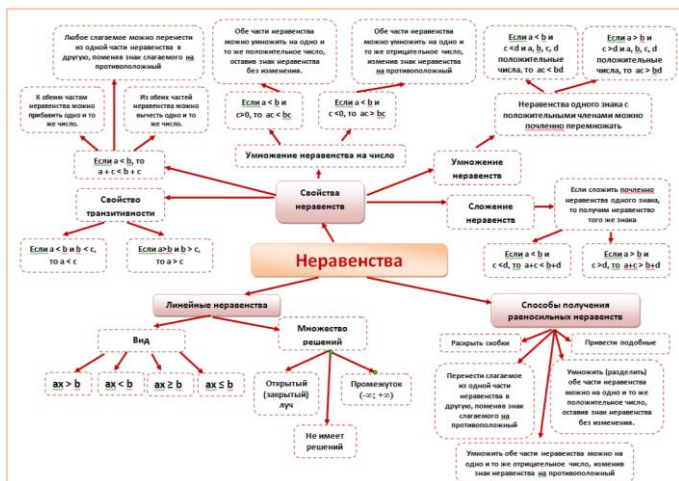 Любое слагаемое можно перенести
из одной части неравенства в
другую, поменяв знак слагаемого на
противоположный
Обе части неравенства
можно умножить на одно и
то же положительное число,
оставив знак неравенства
без изменения.
Обе части неравенства
можно умножить на одно и
то же отрицательное число,
изменив знак неравенства
на противоположный
Если a < b и
c <d и a, b, c, d
положительные
числа, то ac < bd
Если a > b и
c >d и a, b, c, d
положительные
числа, то ac > bd
К обеим частям
неравенства можно
прибавить одно и то
же число.
Из обеих частей
неравенства можно
вычесть одно и то
же число.
Если a < b и
c>0, то ac < bc
Если a < b и
c <0, то ac > bc
Неравенства одного знака с
положительными членами можно
почленно перемножать
Если a < b, то
a + c < b + c
Умножение неравенства на число
Умножение
неравенств
Свойство
транзитивности
Свойства
неравенств
Сложение
неравенств
Если сложить почленно
неравенства одного знака,
то получим неравенство
того же знака
Если a < b и b < c,
то a < c
Если a>b и b > c,
то a > c
Если a < b и
c <d, то a+c < b+d
Если a > b и
c >d, то a+c > b+d
Неравенства
Линейные неравенства
Способы получения
равносильных неравенств
Вид
Множество
решений
Раскрыть скобки
Привести подобные
ax > b
ax < b
ax ≥ b
ax ≤ b
Открытый
(закрытый)
луч
Промежуток
(-∞; +∞)
Не имеет
решений
Перенести слагаемое
из одной части
неравенства в
другую, поменяв знак
слагаемого на
противоположный
Умножить (разделить)
обе части неравенства
можно на одно и то же
положительное число,
оставив знак неравенства
без изменения.
Умножить обе части неравенства можно на
одно и то же отрицательное число, изменив
знак неравенства на противоположный